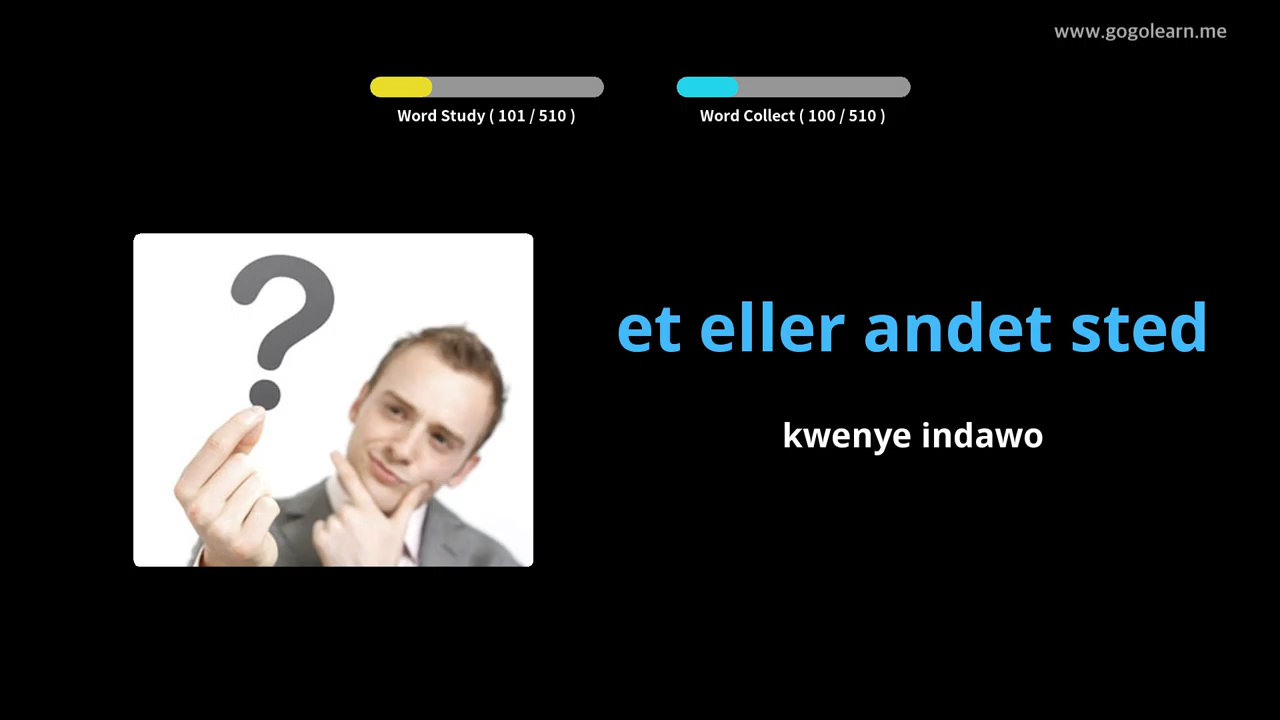 www.gogolearn.me
Word Study ( 101 / 510 )
Word Collect ( 100 / 510 )
?
et eller andet sted
kwenye indawo